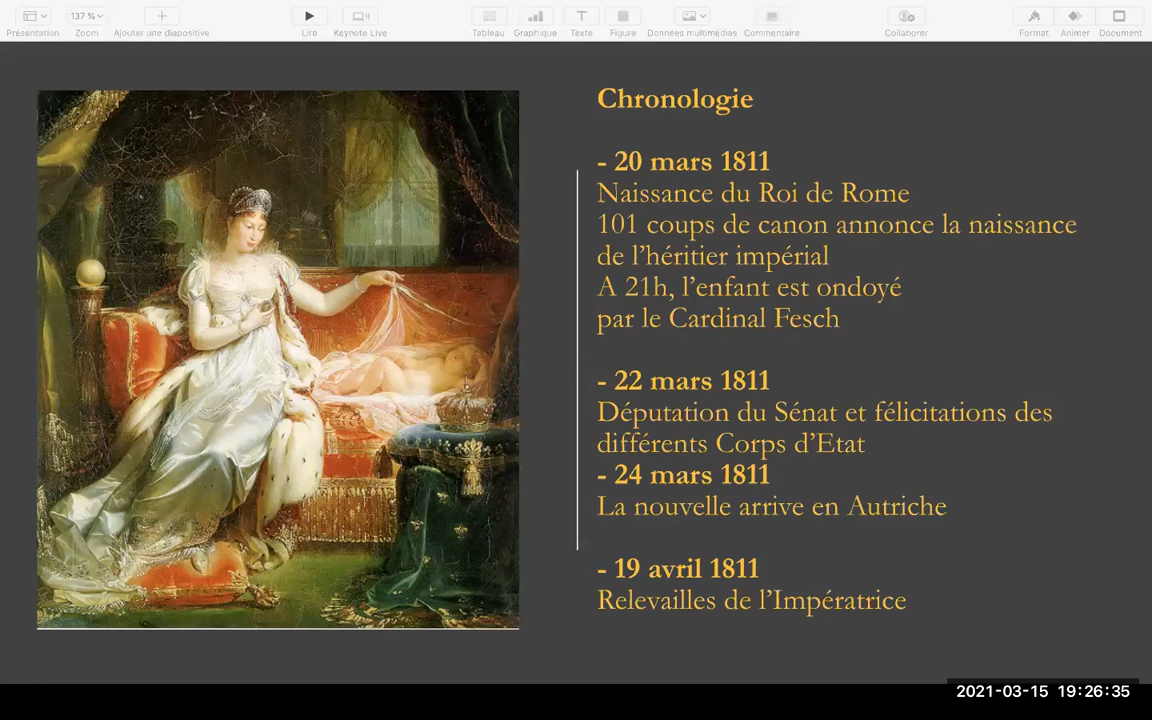 137 %
Présentation
Zoom
Ajouter une diapositive
Lire
Keynote Live
Tableau
Graphique
Texte
Figure
Données multimédias
Commentaire
Collaborer
Format
Animer
Document
Chronologie
- 20 mars 1811
Naissance du Roi de Rome
101 coups de canon annonce la naissance
de l’héritier impérial
A 21h, l’enfant est ondoyé
par le Cardinal Fesch
- 22 mars 1811
Députation du Sénat et félicitations des
différents Corps d’Etat
- 24 mars 1811
La nouvelle arrive en Autriche
- 19 avril 1811
Relevailles de l’Impératrice
2021-03-15 19:26:35